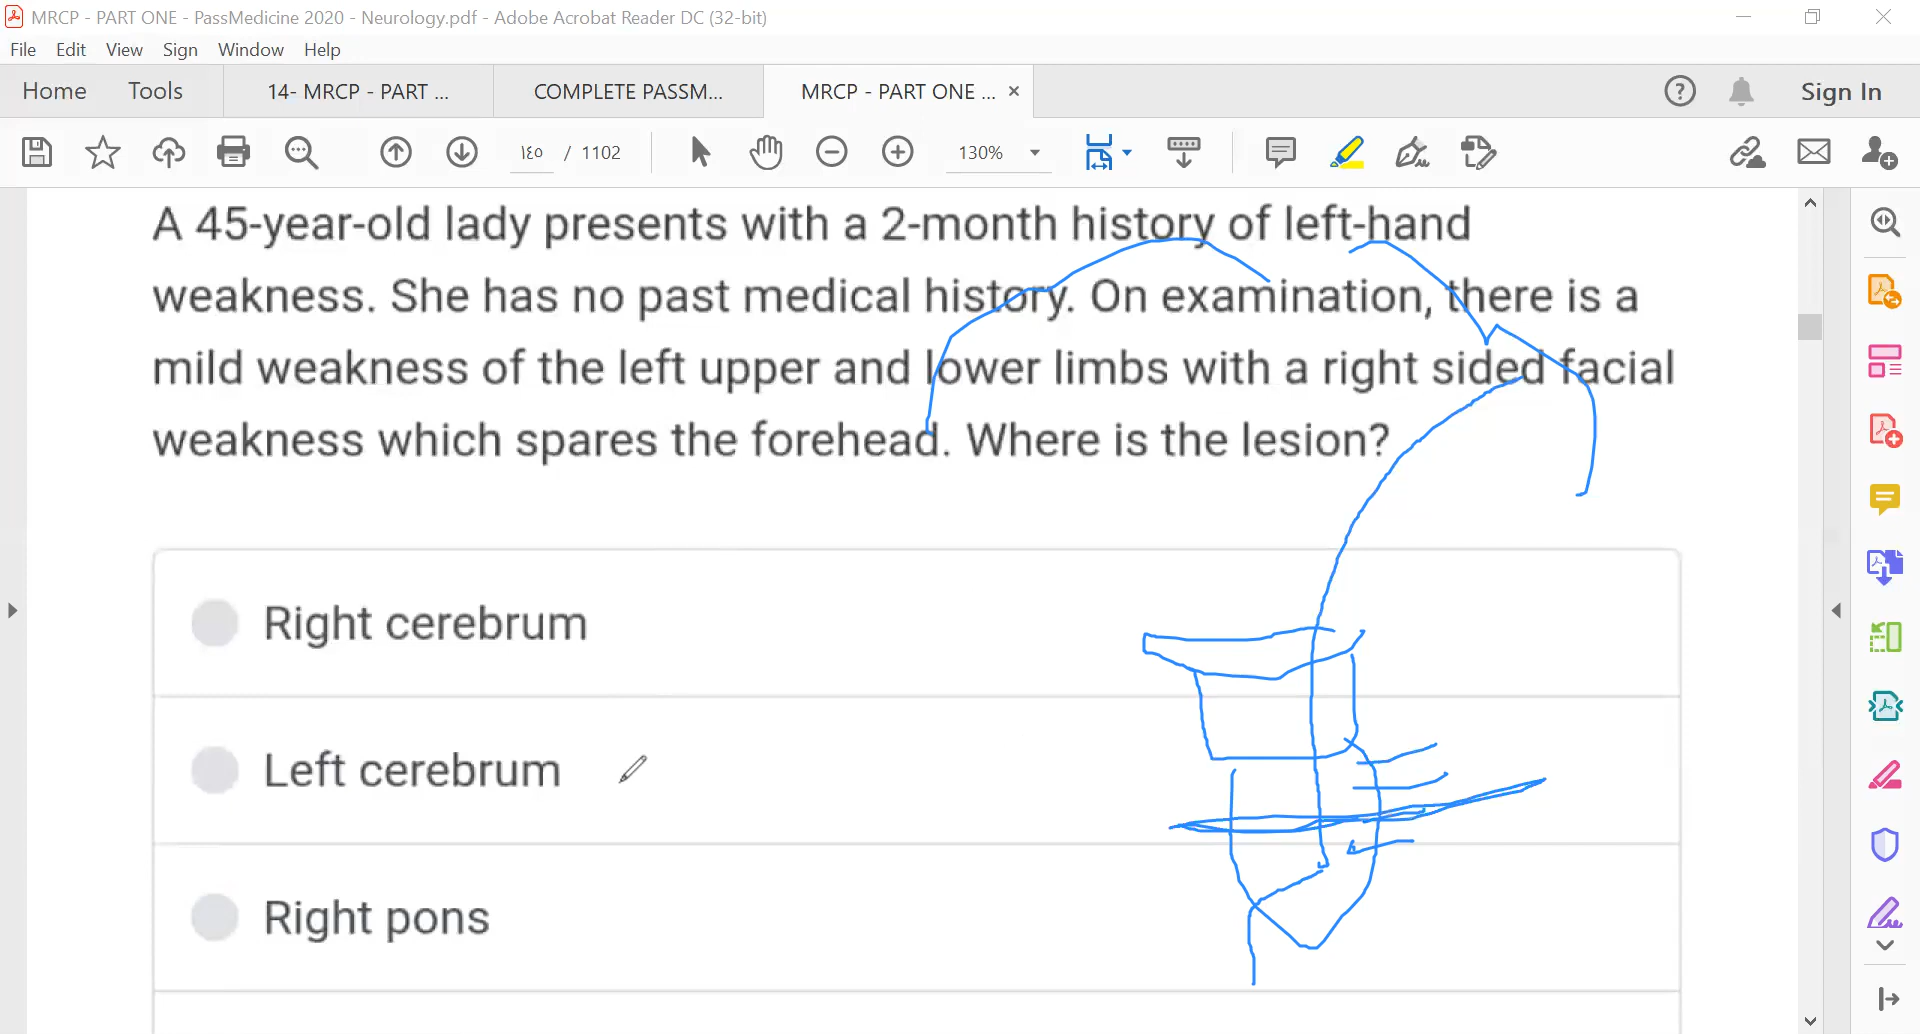 MRCP - PART ONE - PassMedicine 2020 - Neurology.pdf - Adobe Acrobat Reader DC (32-bit)
File Edit View Sign Window Help
Home Tools 14- MRCP - PART ... COMPLETE PASSM... MRCP - PART ONE ... × Sign In
١٤٥ / 1102 130%
A 45-year-old lady presents with a 2-month history of left-hand
weakness. She has no past medical history. On examination, there is a
mild weakness of the left upper and lower limbs with a right sided facial
weakness which spares the forehead. Where is the lesion?
Right cerebrum
Left cerebrum
Right pons